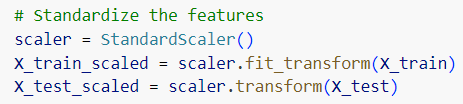 # Standardize the features
scaler = StandardScaler()
X_train_scaled = scaler.fit_transform(X_train)
X_test_scaled = scaler.transform(X_test)